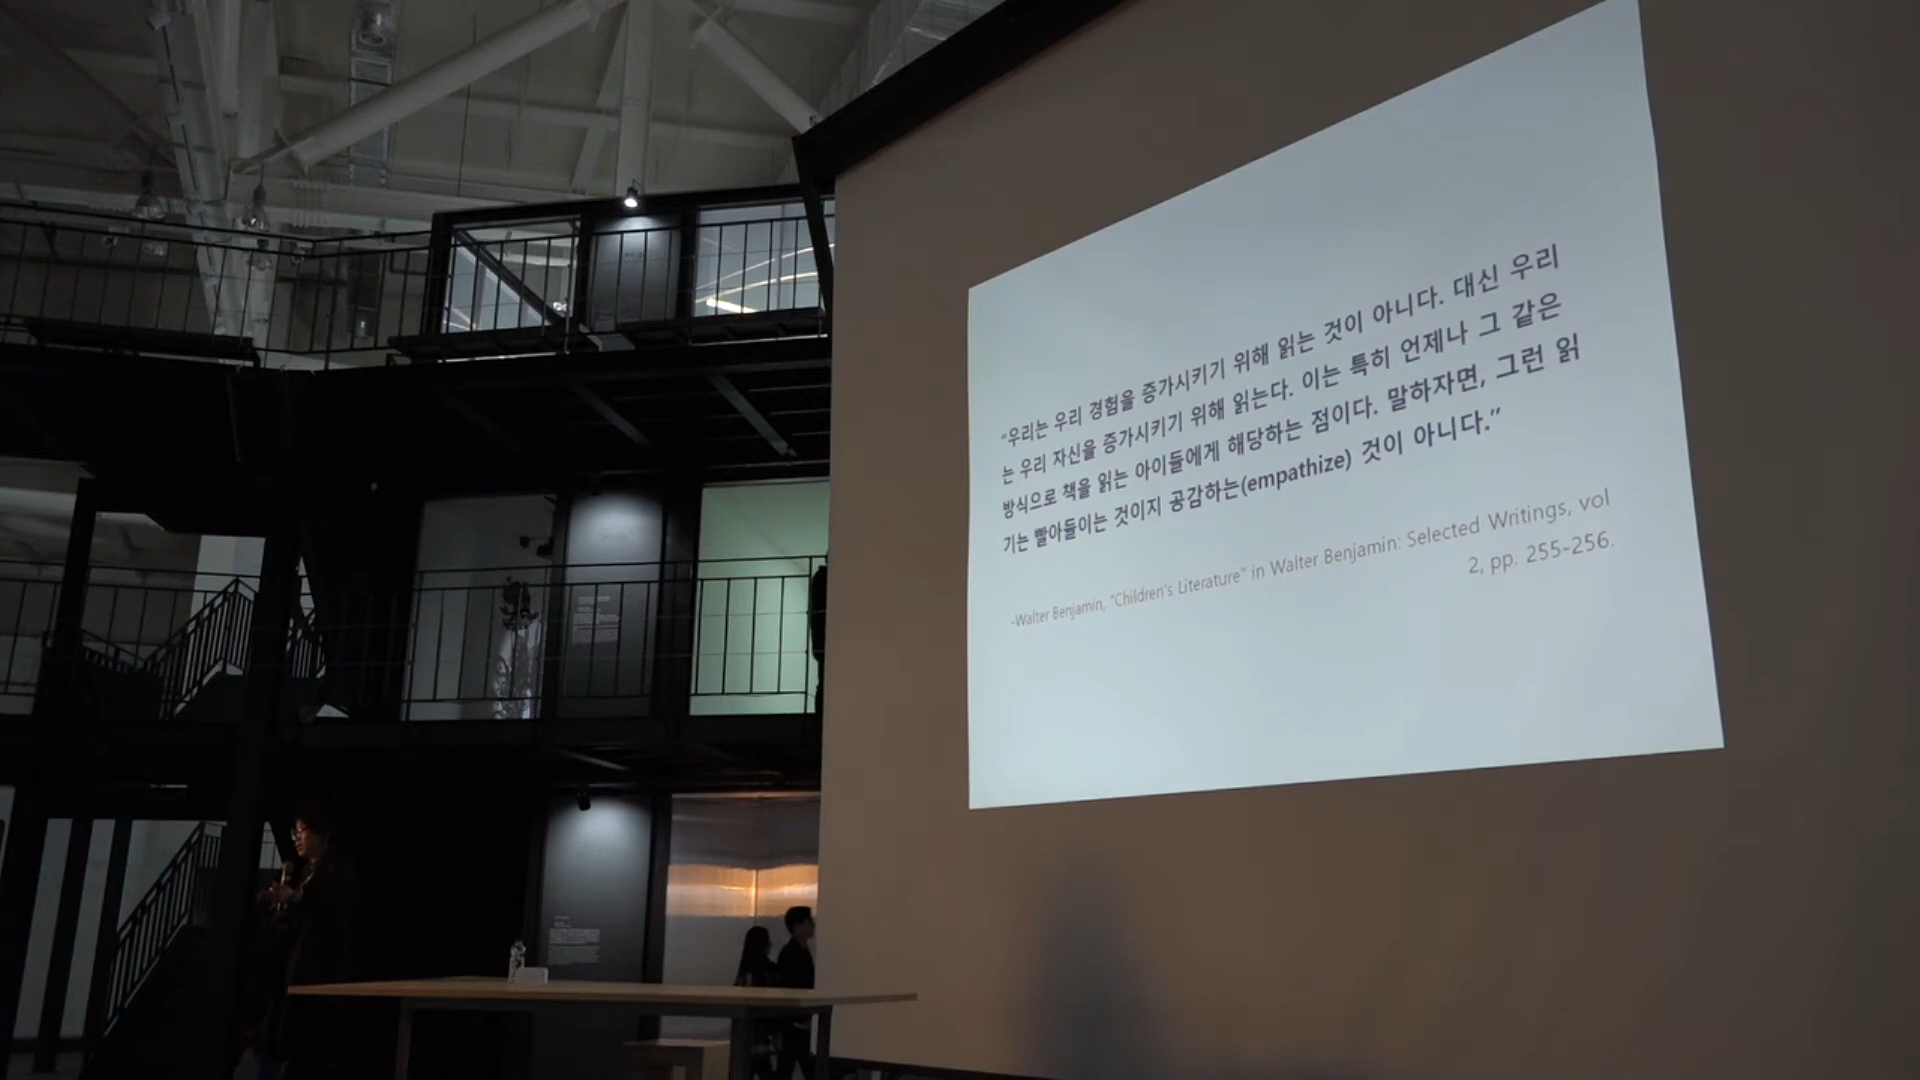 “우리는 우리 경험을 증가시키기 위해 읽는 것이 아니다. 대신 우리
는 우리 자신을 증가시키기 위해 읽는다. 이는 특히 언제나 그 같은
방식으로 책을 읽는 아이들에게 해당하는 점이다. 말하자면, 그런 읽
기는 빨아들이는 것이지 공감하는(empathize) 것이 아니다.”
-Walter Benjamin, “Children’s Literature” in Walter Benjamin: Selected Writings, vol
2, pp. 255-256.